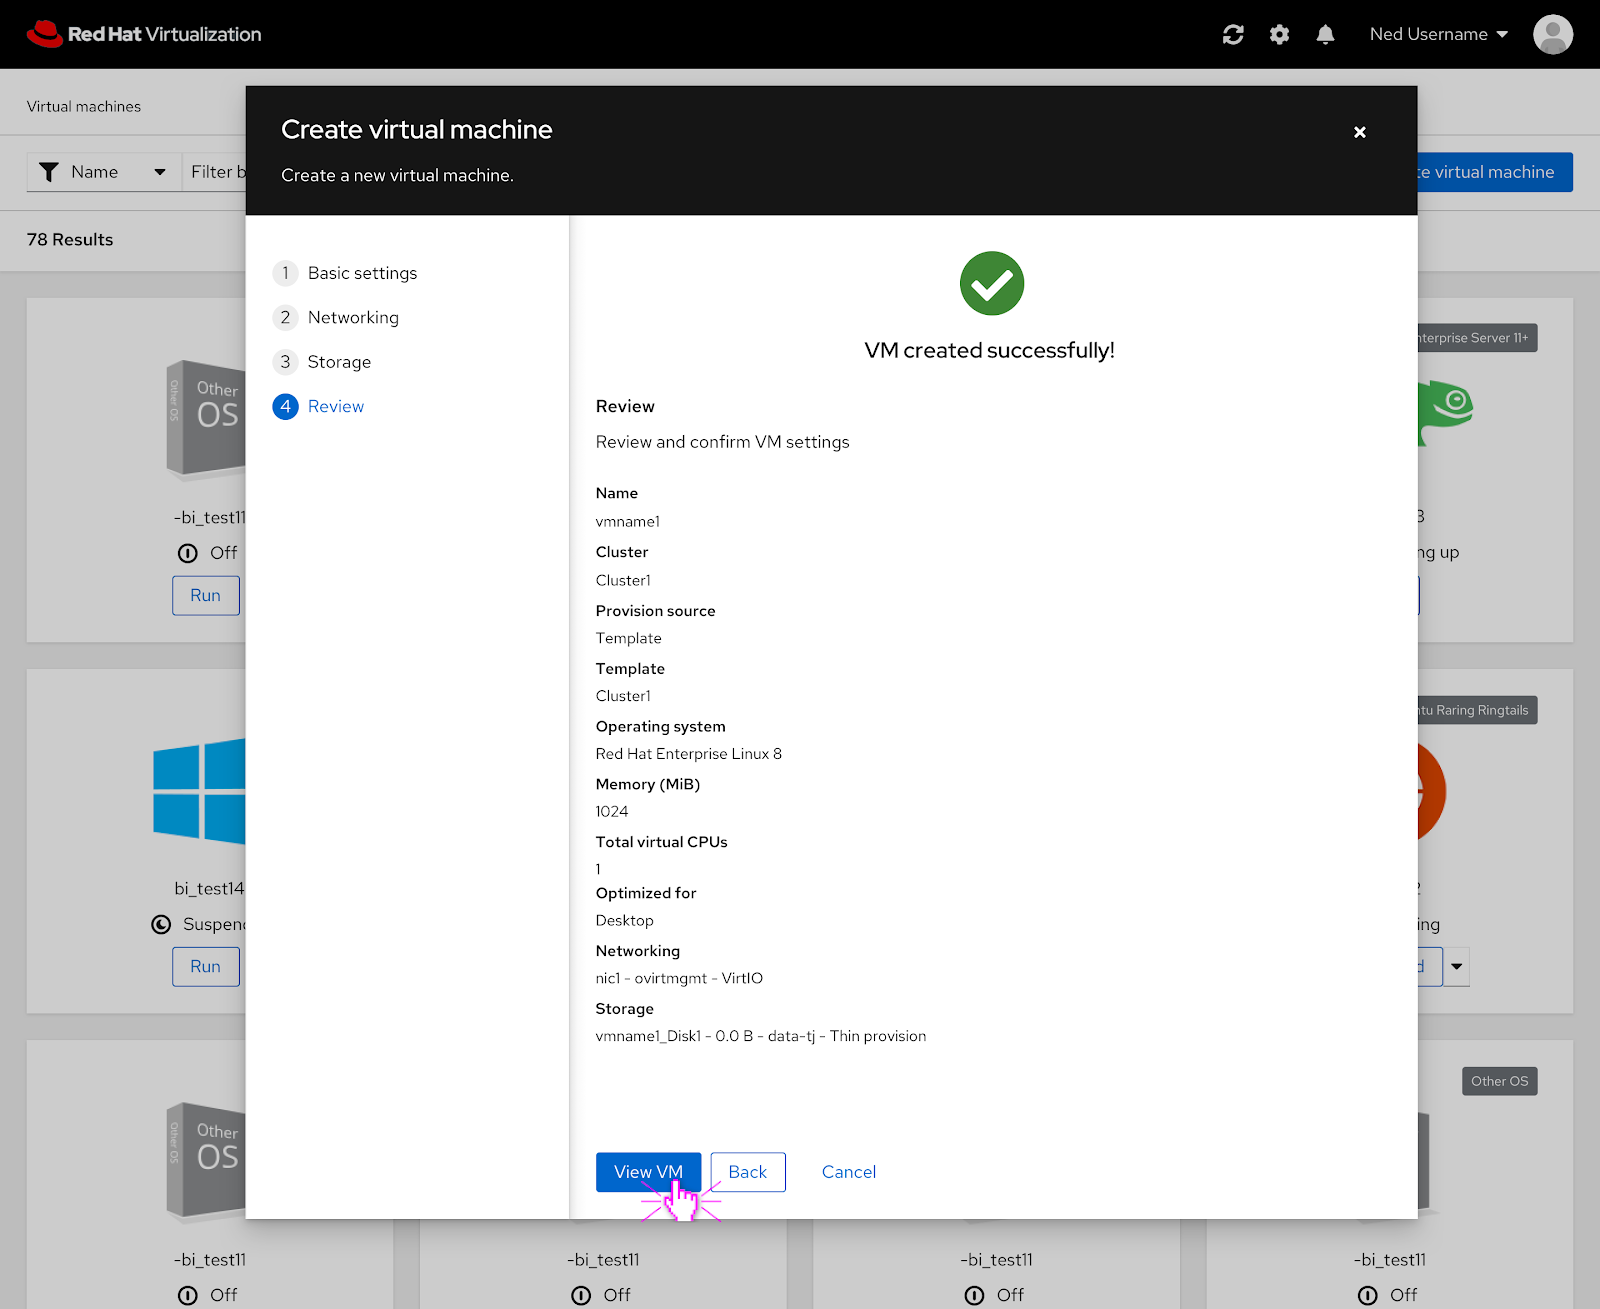 Red Hat Virtualization
Ned Username
Virtual machines
Create virtual machine
Create a new virtual machine.
Name
Filter b
te virtual machine
78 Results
1 Basic settings
2 Networking
3 Storage
4 Review
VM created successfully!
Review
Review and confirm VM settings
Name
vmname1
Cluster
Cluster1
Provision source
Template
Template
Cluster1
Operating system
Red Hat Enterprise Linux 8
Memory (MiB)
1024
Total virtual CPUs
1
Optimized for
Desktop
Networking
nic1 - ovirtmgmt - VirtIO
Storage
vmname1_Disk1 - 0.0 B - data-tj - Thin provision
View VM
Back
Cancel
Other OS
Other
OS
-bi_test11
Off
Run
nterprise Server 11+
3
ng up
bi_test14
Suspend
Run
ntu Raring Ringtails
2
ing
d
Other OS
Other
OS
Other OS
-bi_test11
Off
-bi_test11
Off
-bi_test11
Off
-bi_test11
Off